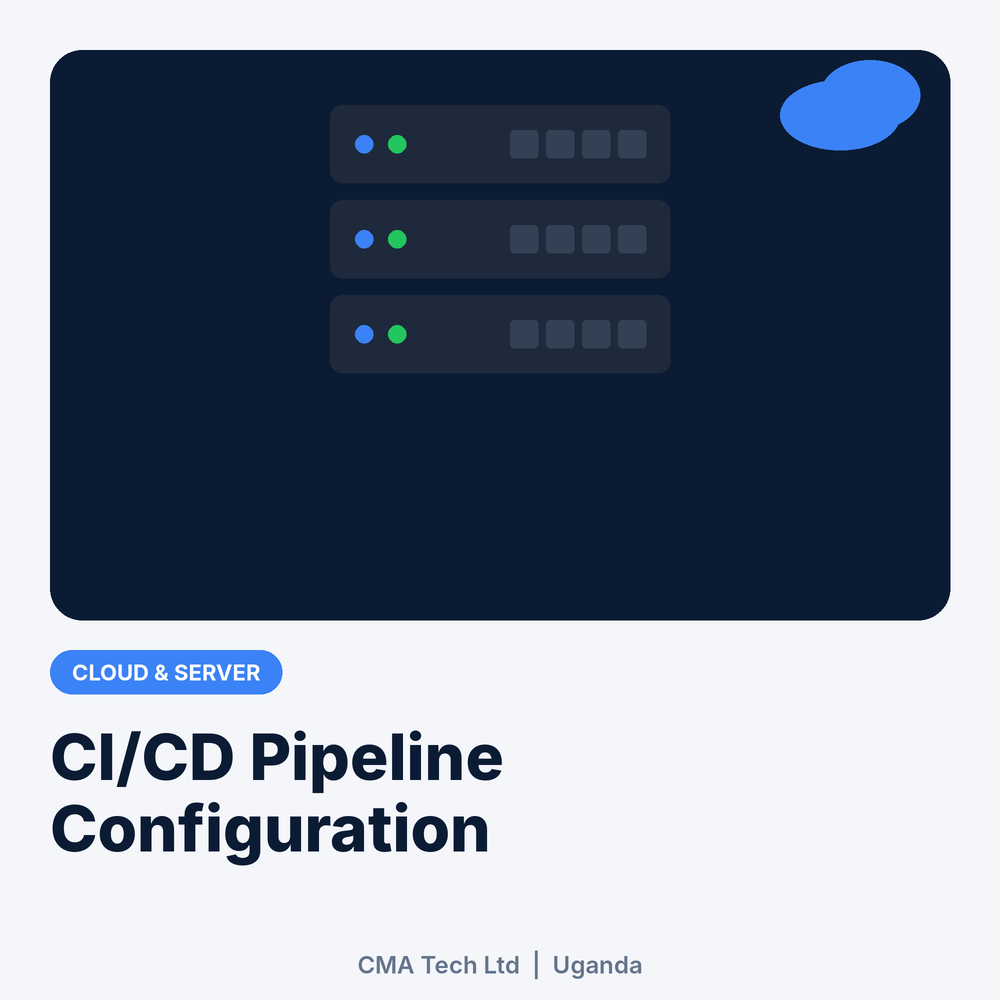 CLOUD & SERVER
CI/CD Pipeline
Configuration
CMA Tech Ltd | Uganda